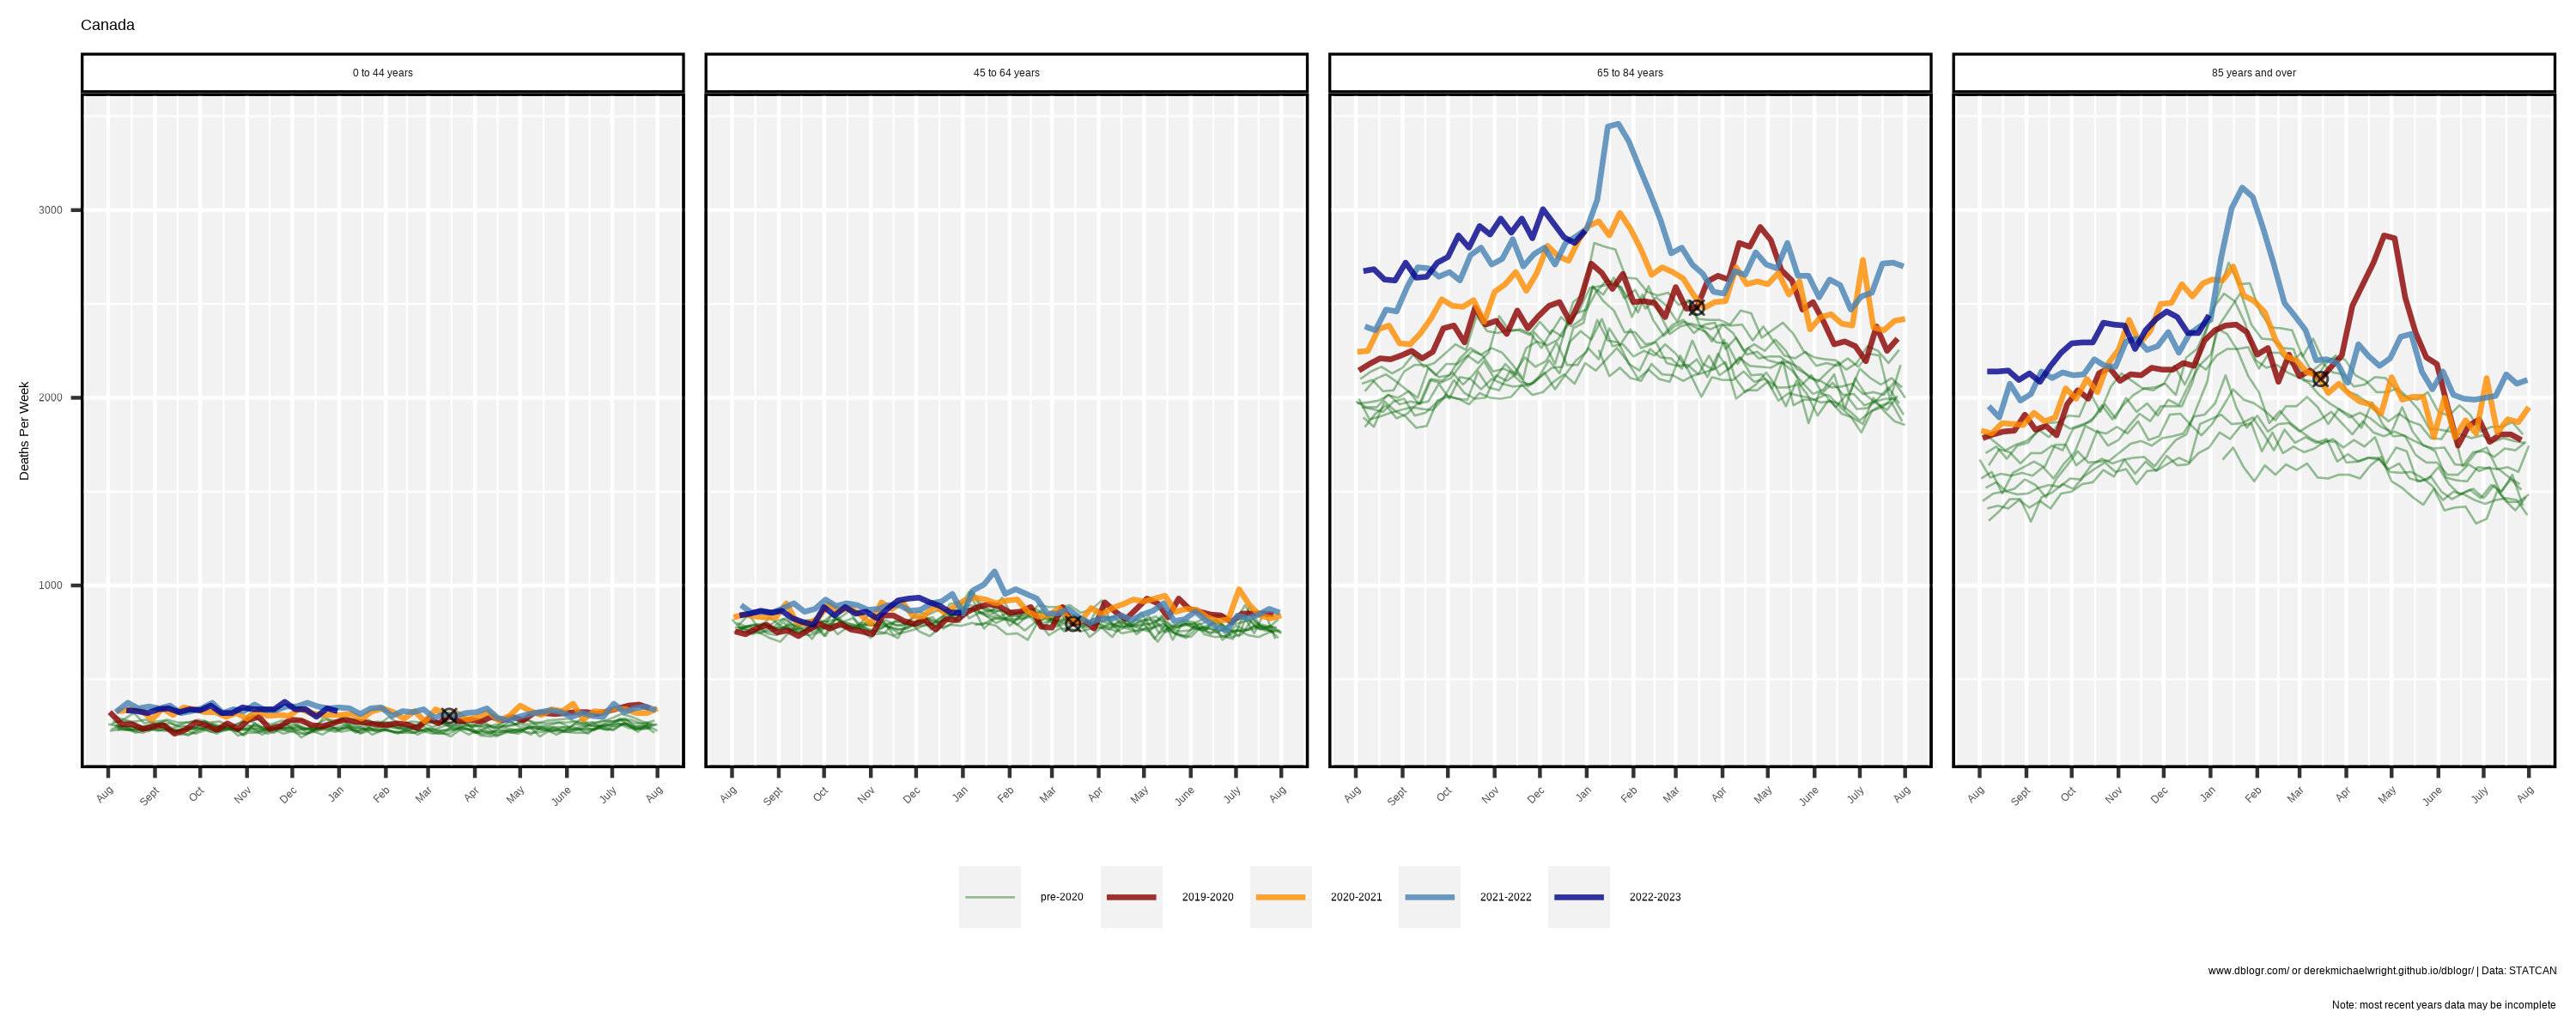 Canada
0 to 44 years
45 to 64 years
65 to 84 years
85 years and over
Deaths Per Week
3000
2000
1000
Aug Sept Oct Nov Dec Jan Feb Mar Apr May June July Aug
Aug Sept Oct Nov Dec Jan Feb Mar Apr May June July Aug
Aug Sept Oct Nov Dec Jan Feb Mar Apr May June July Aug
Aug Sept Oct Nov Dec Jan Feb Mar Apr May June July Aug
pre-2020 2019-2020 2020-2021 2021-2022 2022-2023
www.dblogr.com/ or derekmichaelwright.github.io/dblogr/ | Data: STATCAN
Note: most recent years data may be incomplete